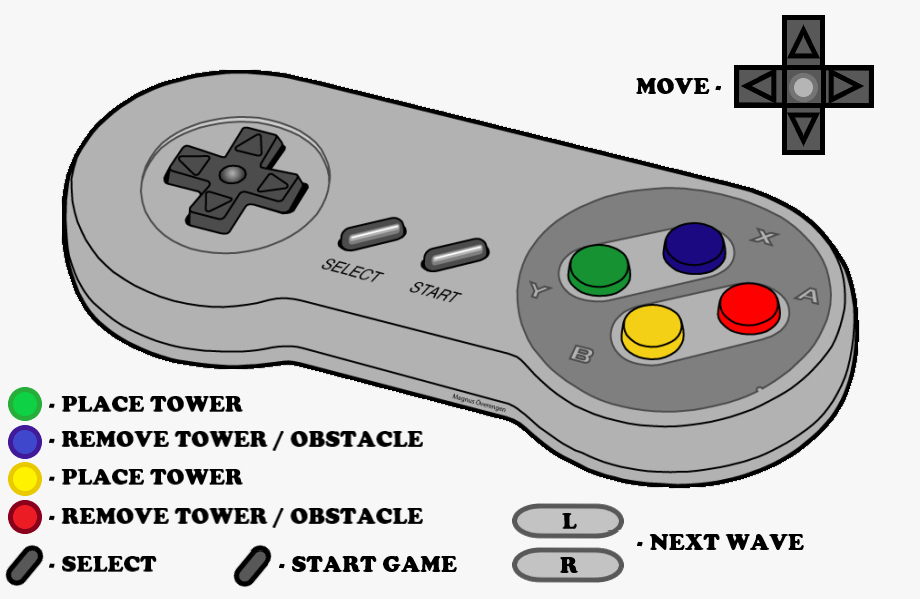 MOVE -
SELECT
START
X
Y
A
B
Magnus Överengen
- PLACE TOWER
- REMOVE TOWER / OBSTACLE
- PLACE TOWER
- REMOVE TOWER / OBSTACLE
- SELECT
- START GAME
L
R
- NEXT WAVE